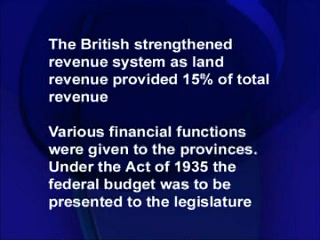 The British strengthened
revenue system as land
revenue provided 15% of total
revenue
Various financial functions
were given to the provinces.
Under the Act of 1935 the
federal budget was to be
presented to the legislature